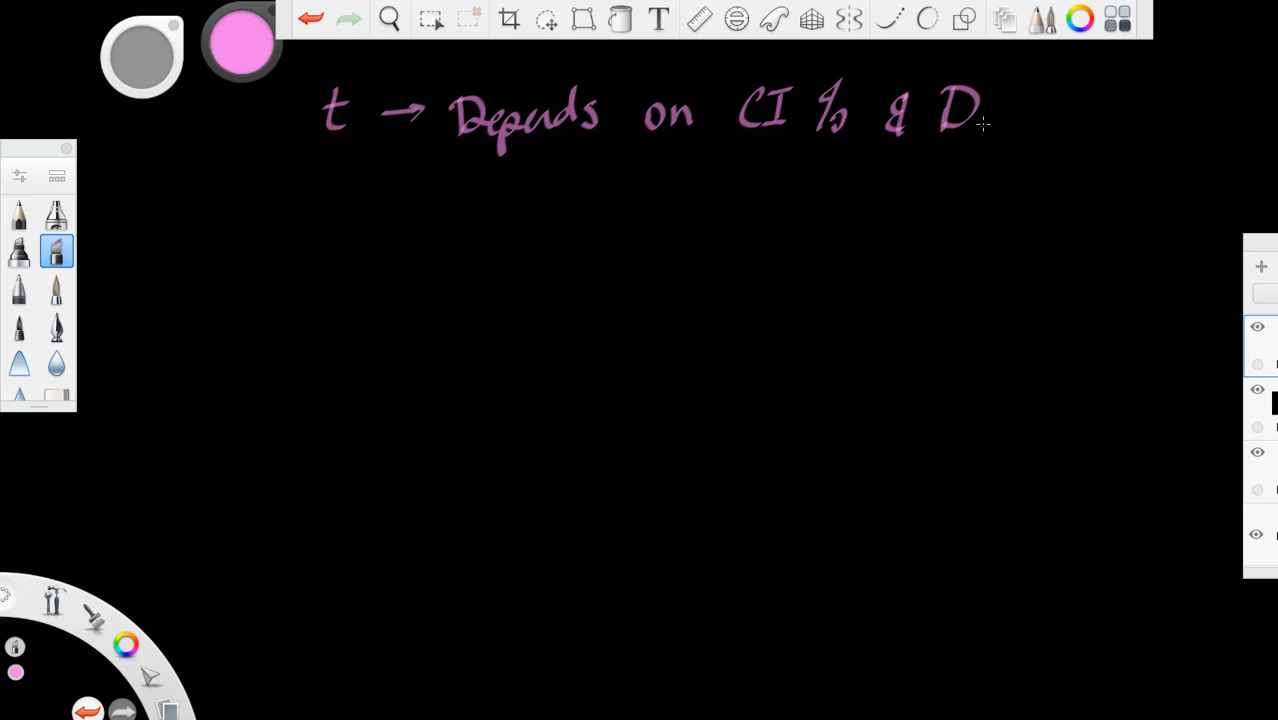 t → Depends on CI % & D